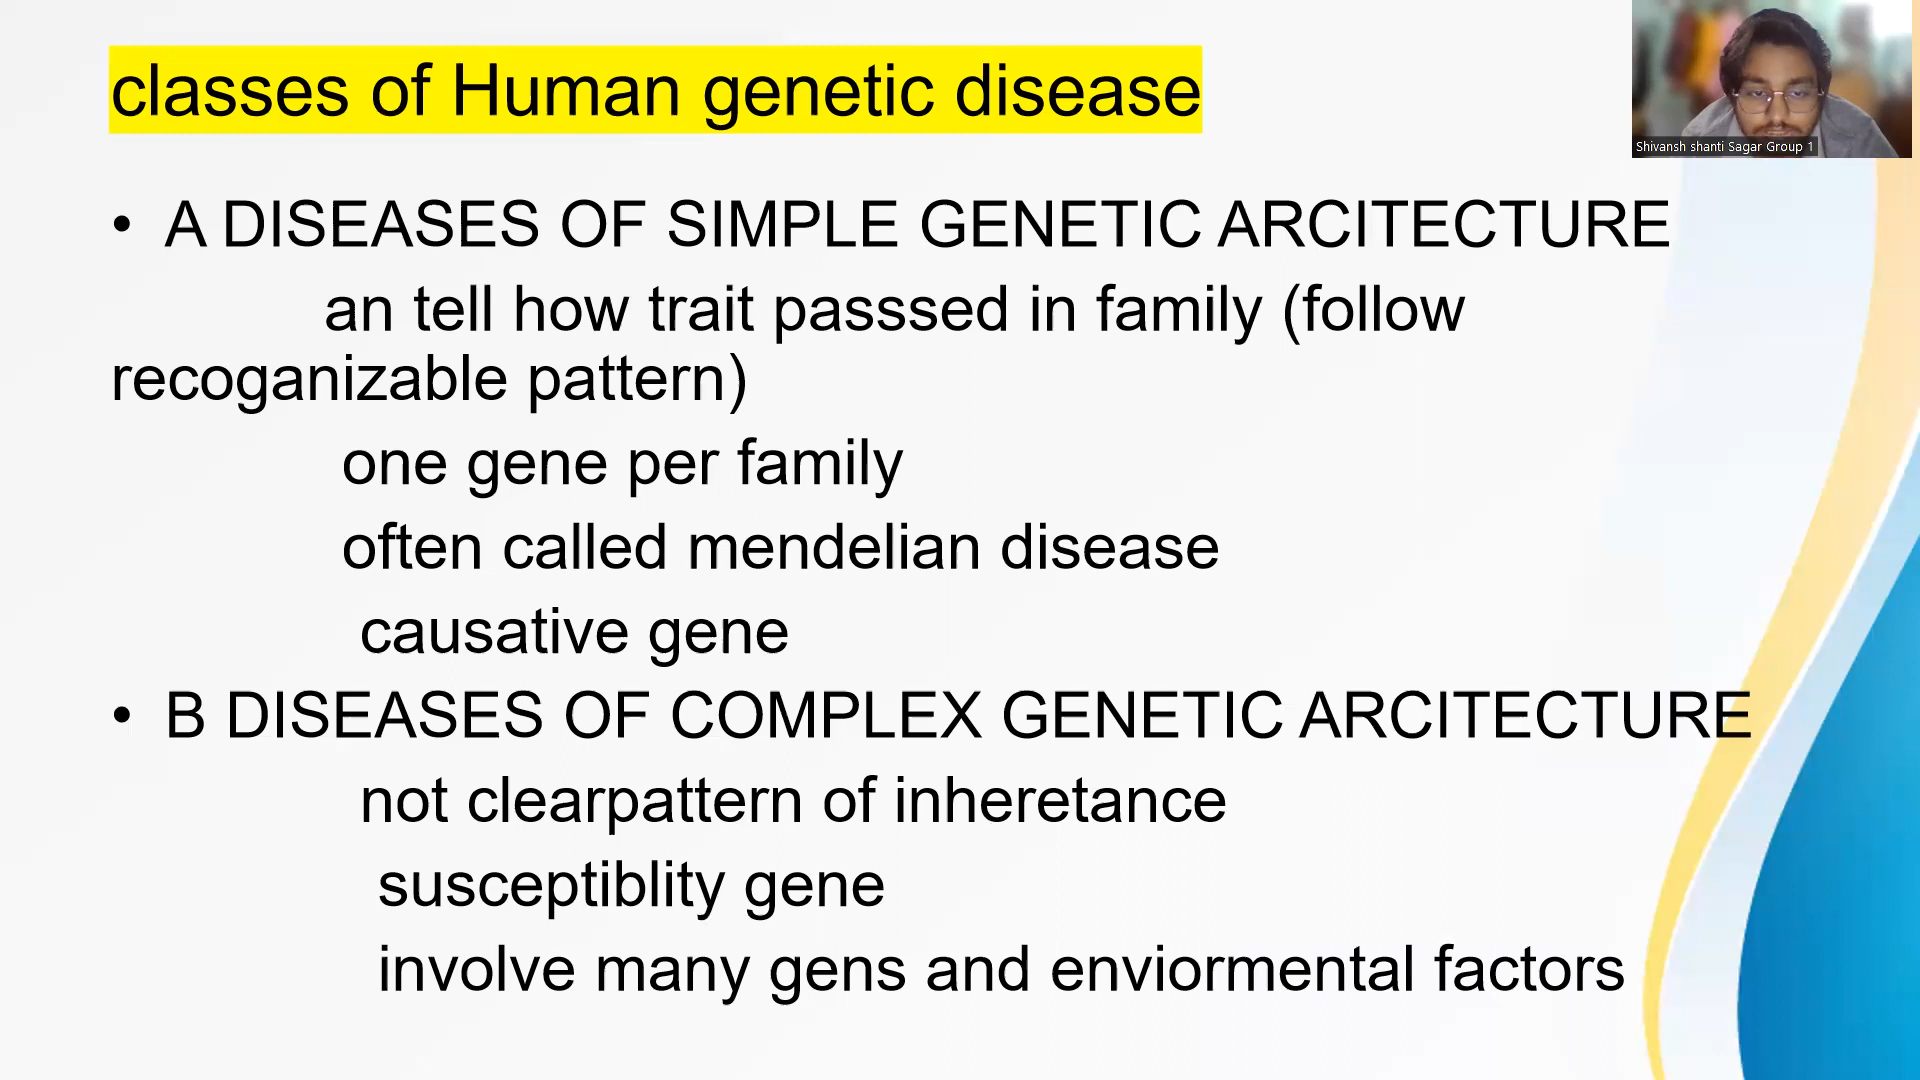 classes of Human genetic disease
Shivansh shanti Sagar Group 1
• A DISEASES OF SIMPLE GENETIC ARCITECTURE
an tell how trait passsed in family (follow
recoganizable pattern)
one gene per family
often called mendelian disease
causative gene
• B DISEASES OF COMPLEX GENETIC ARCITECTURE
not clearpattern of inheretance
susceptiblity gene
involve many gens and enviormental factors